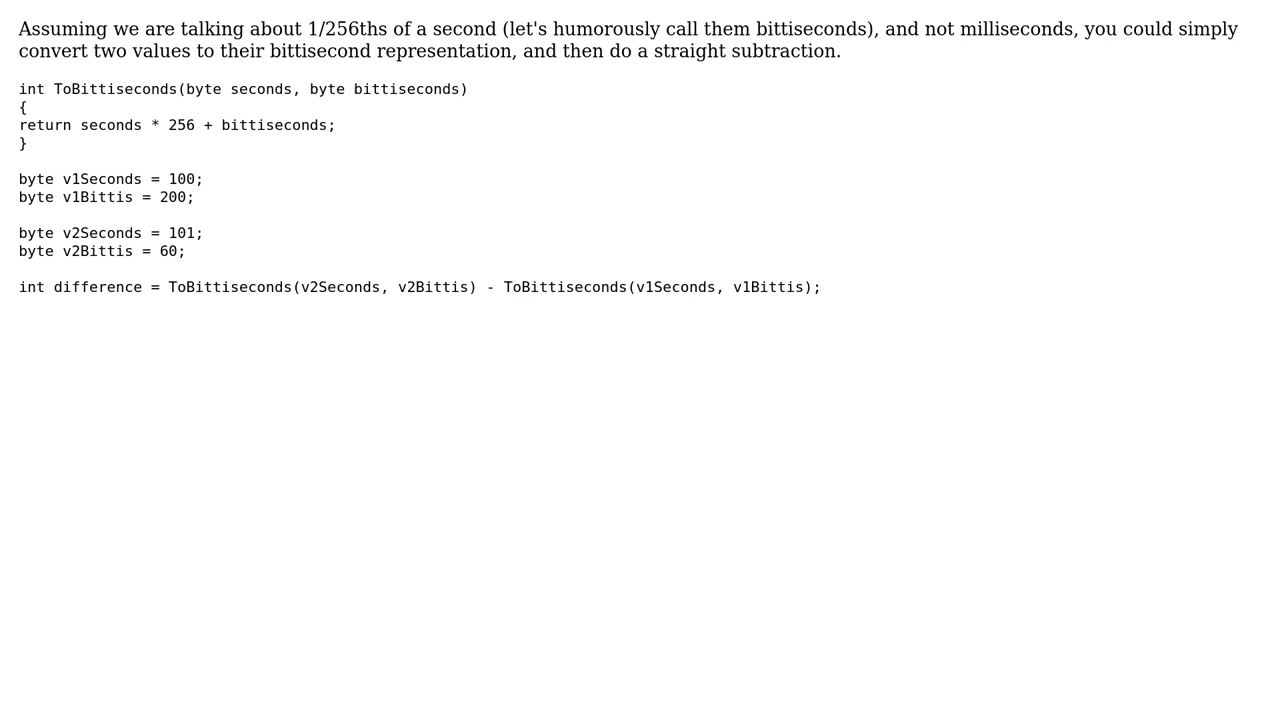 Assuming we are talking about 1/256ths of a second (let's humorously call them bittiseconds), and not milliseconds, you could simply
convert two values to their bittisecond representation, and then do a straight subtraction.
int ToBittiseconds(byte seconds, byte bittiseconds)
{
return seconds * 256 + bittiseconds;
}
byte v1Seconds = 100;
byte v1Bittis = 200;
byte v2Seconds = 101;
byte v2Bittis = 60;
int difference = ToBittiseconds(v2Seconds, v2Bittis) - ToBittiseconds(v1Seconds, v1Bittis);